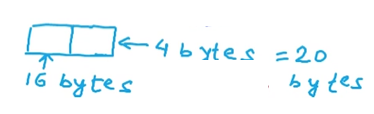 4 bytes = 20
16 bytes bytes